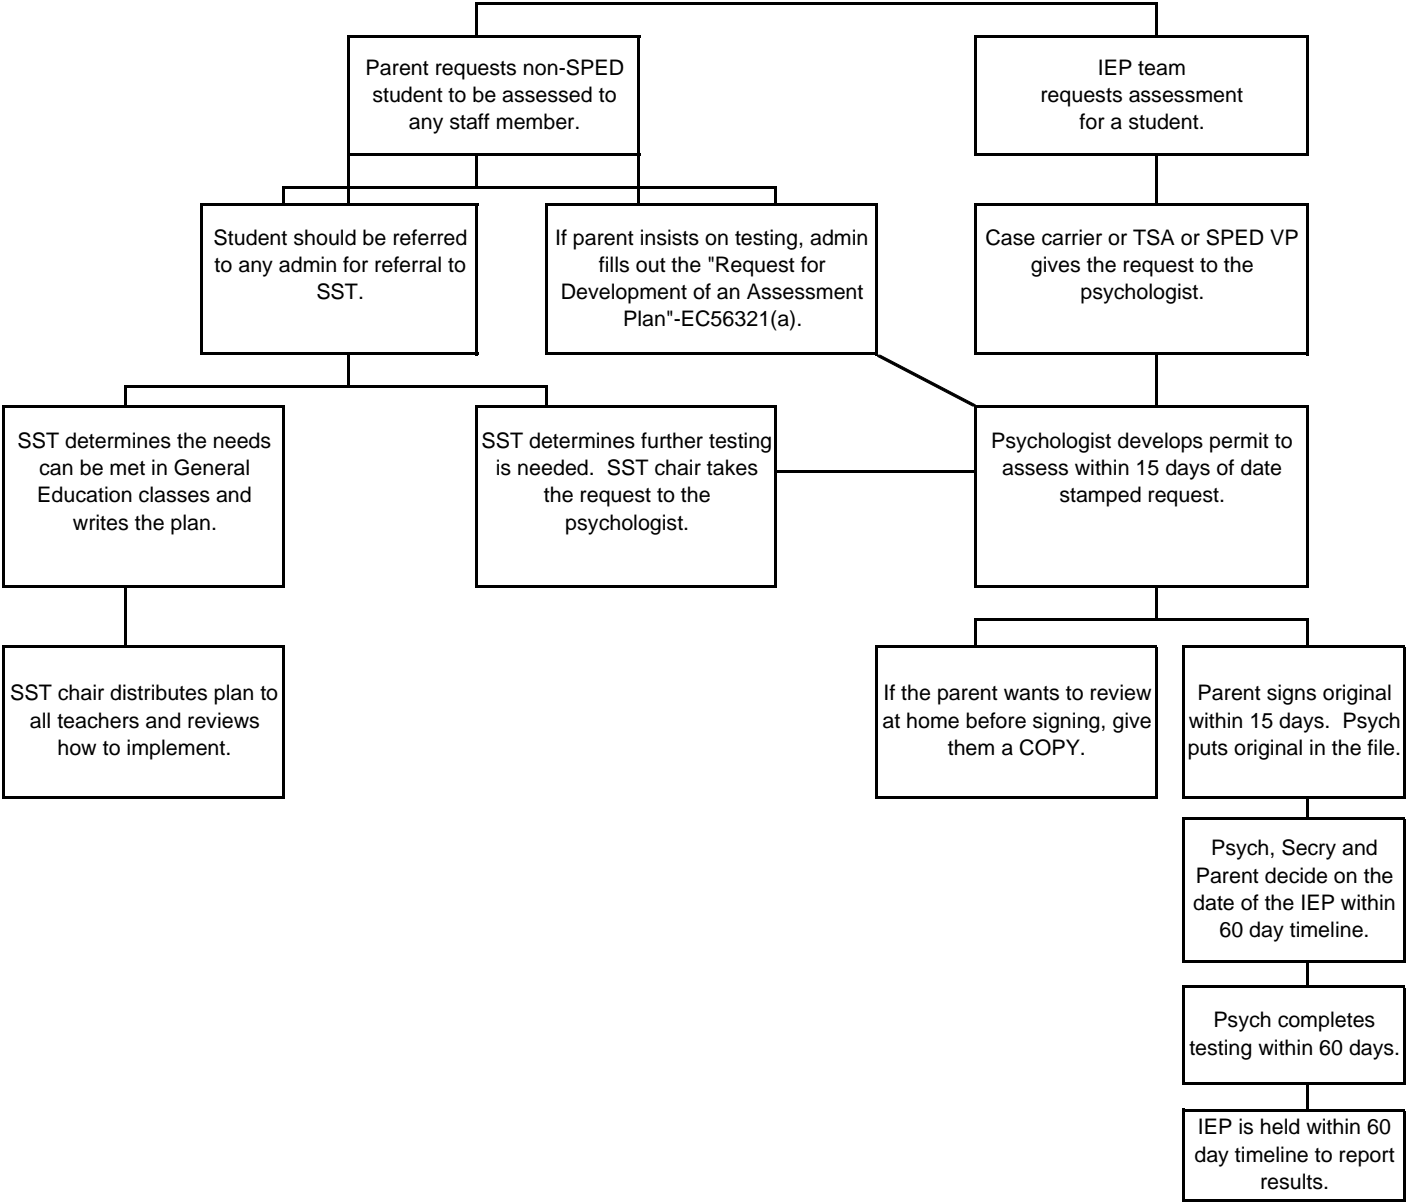 Parent requests non-SPED
student to be assessed to
any staff member.
IEP team
requests assessment
for a student.
Student should be referred
to any admin for referral to
SST.
If parent insists on testing, admin
fills out the "Request for
Development of an Assessment
Plan"-EC56321(a).
Case carrier or TSA or SPED VP
gives the request to the
psychologist.
SST determines the needs
can be met in General
Education classes and
writes the plan.
SST determines further testing
is needed.  SST chair takes
the request to the
psychologist.
Psychologist develops permit to
assess within 15 days of date
stamped request.
SST chair distributes plan to
all teachers and reviews
how to implement.
If the parent wants to review
at home before signing, give
them a COPY.
Parent signs original
within 15 days.  Psych
puts original in the file.
Psych, Secry and
Parent decide on the
date of the IEP within
60 day timeline.
Psych completes
testing within 60 days.
IEP is held within 60
day timeline to report
results.